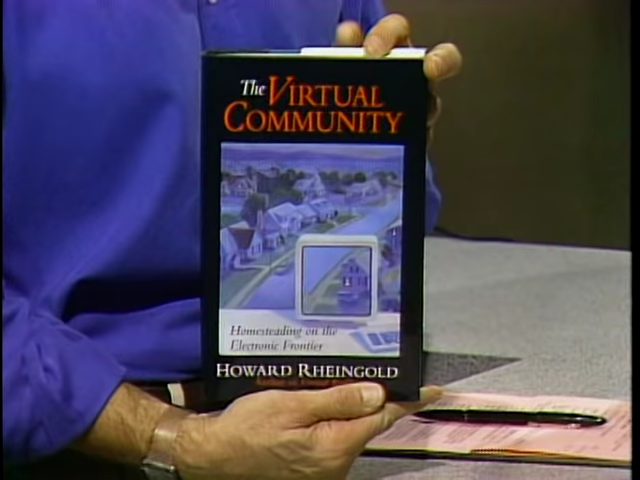 The VIRTUAL
COMMUNITY
Homesteading on the
Electronic Frontier
HOWARD RHEINGOLD